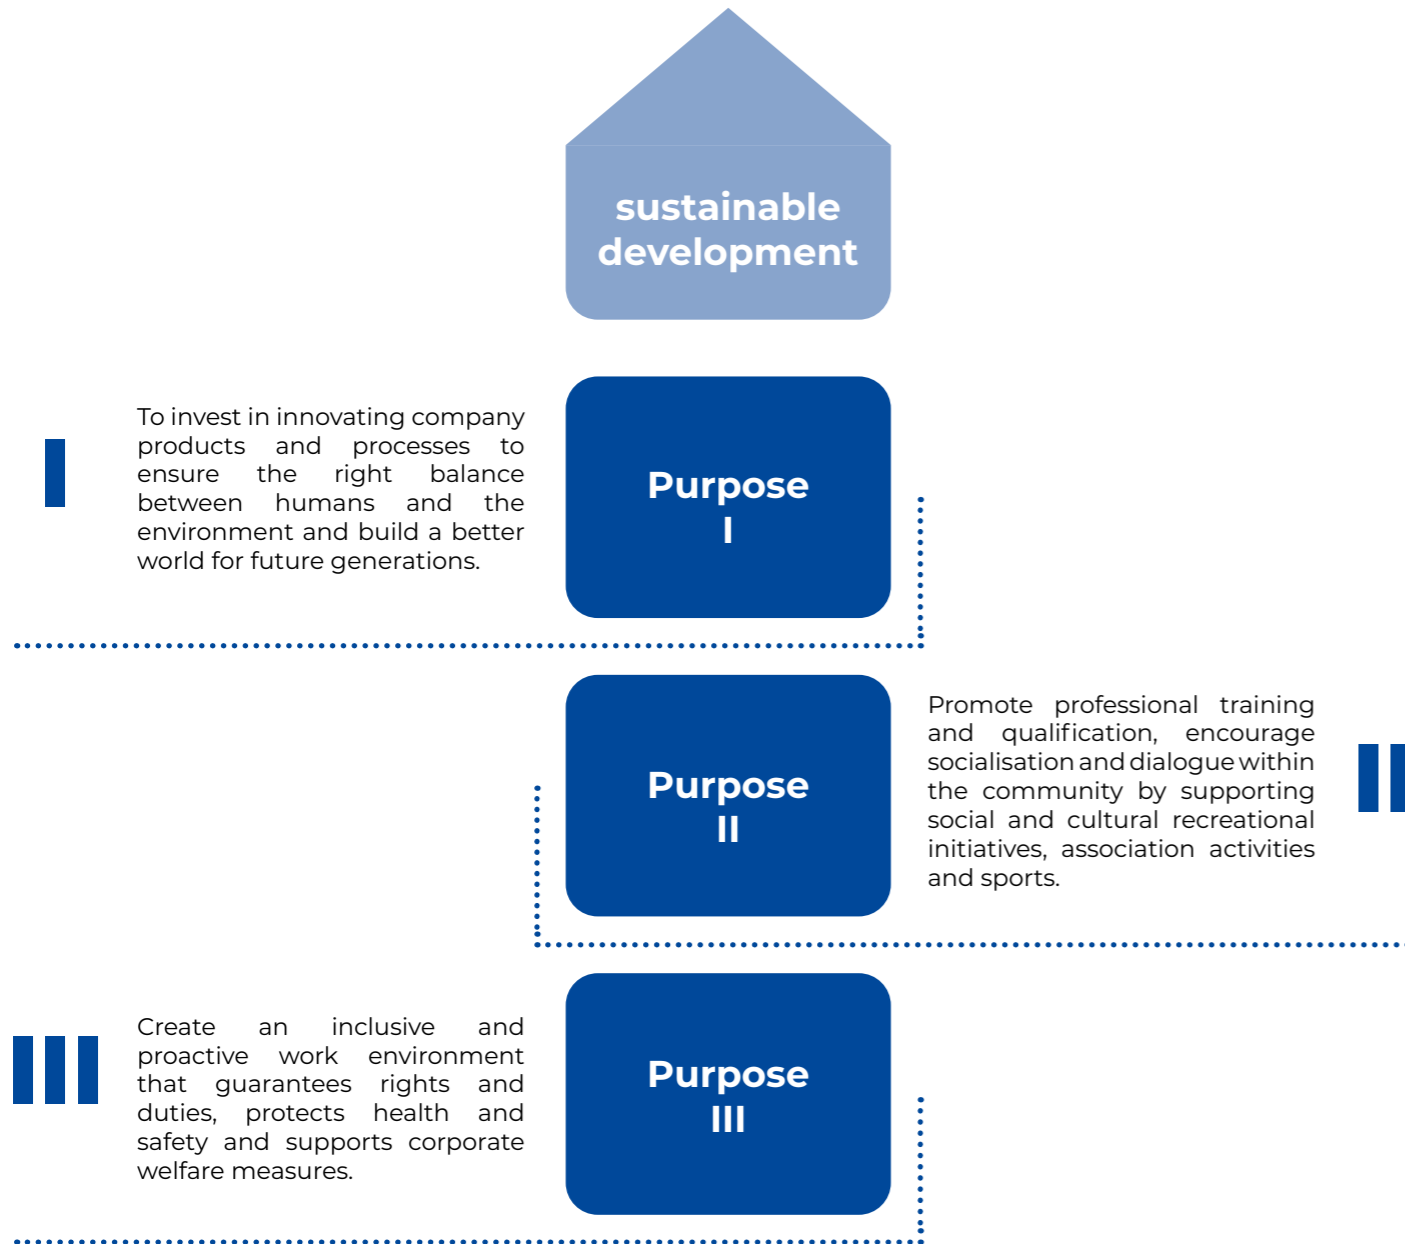 sustainable
development
I
To invest in innovating company
products and processes to
ensure the right balance
between humans and the
environment and build a better
world for future generations.
Purpose
I
Purpose
II
Promote professional training
and qualification, encourage
socialisation and dialogue within
the community by supporting
social and cultural recreational
initiatives, association activities
and sports.
II
III
Create an inclusive and
proactive work environment
that guarantees rights and
duties, protects health and
safety and supports corporate
welfare measures.
Purpose
III